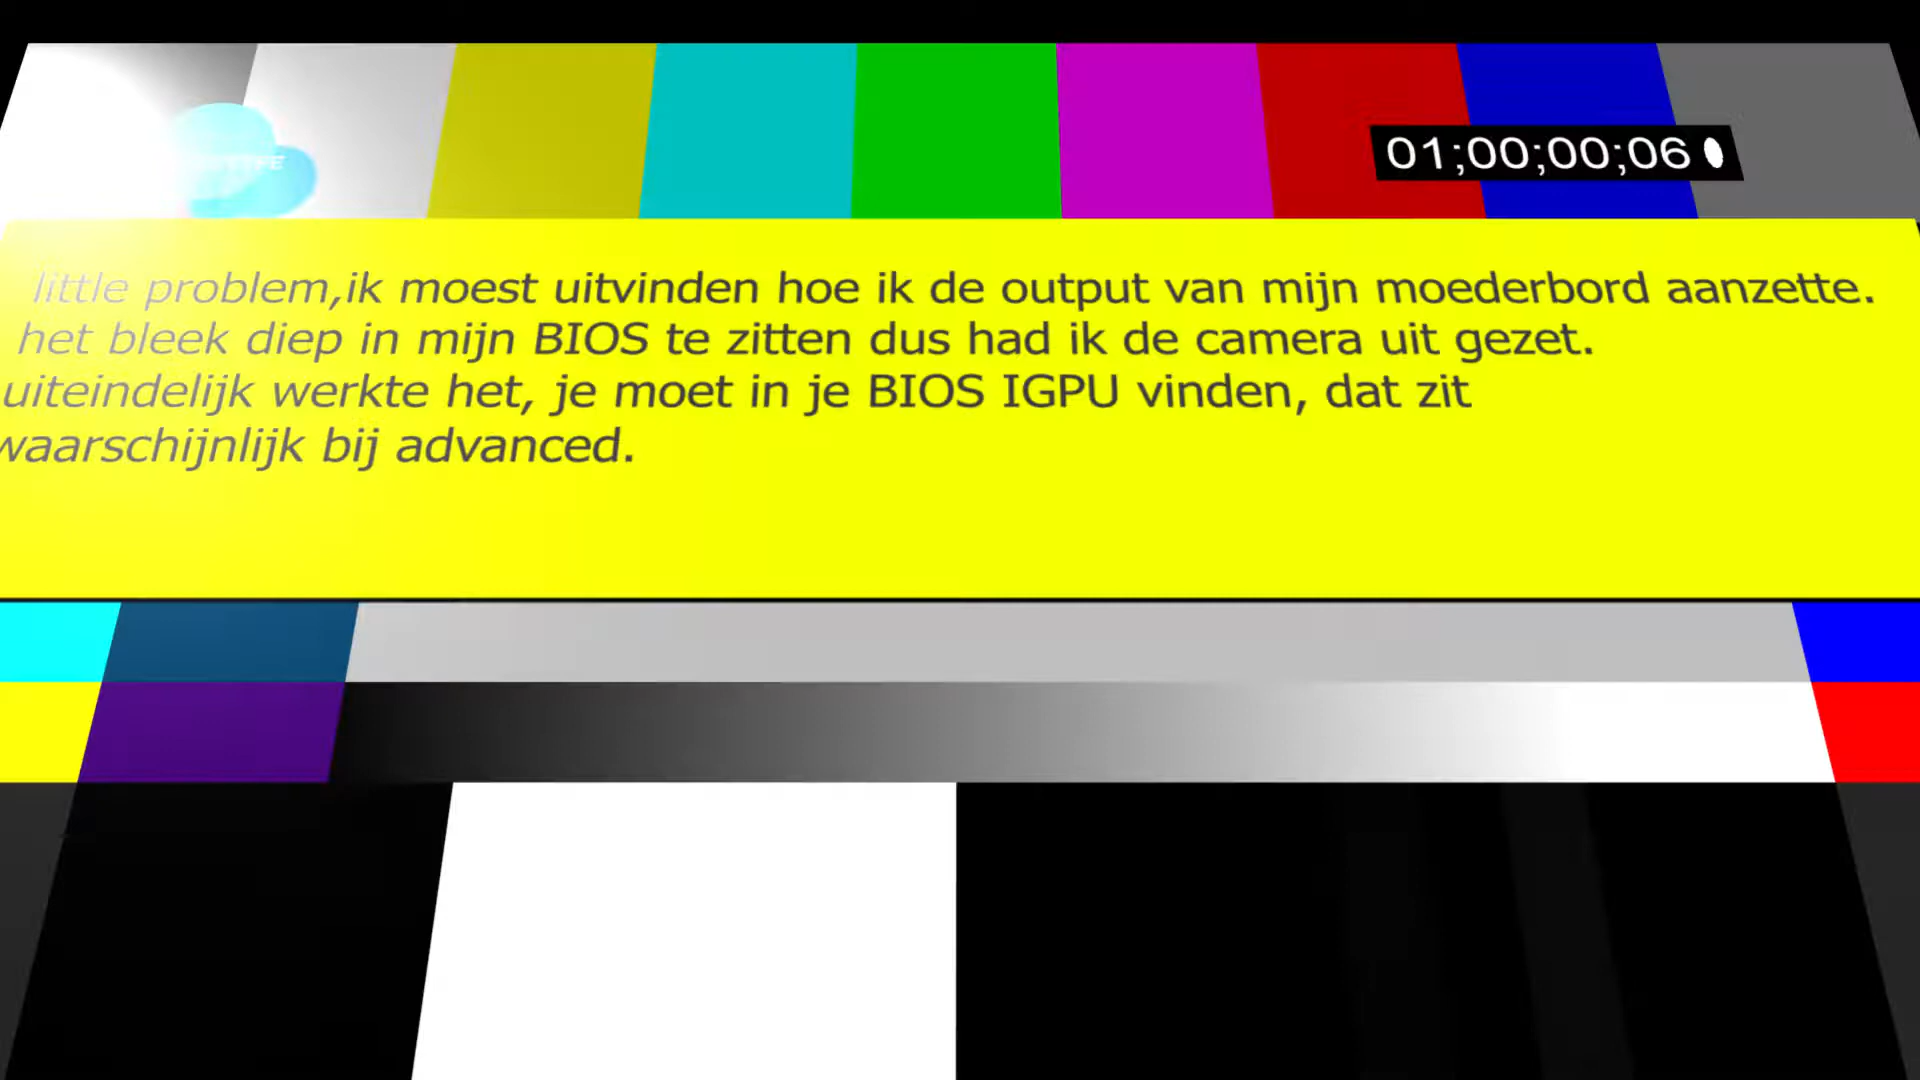 01;00;00;06
little problem,ik moest uitvinden hoe ik de output van mijn moederbord aanzette.
het bleek diep in mijn BIOS te zitten dus had ik de camera uit gezet.
uiteindelijk werkte het, je moet in je BIOS IGPU vinden, dat zit
waarschijnlijk bij advanced.